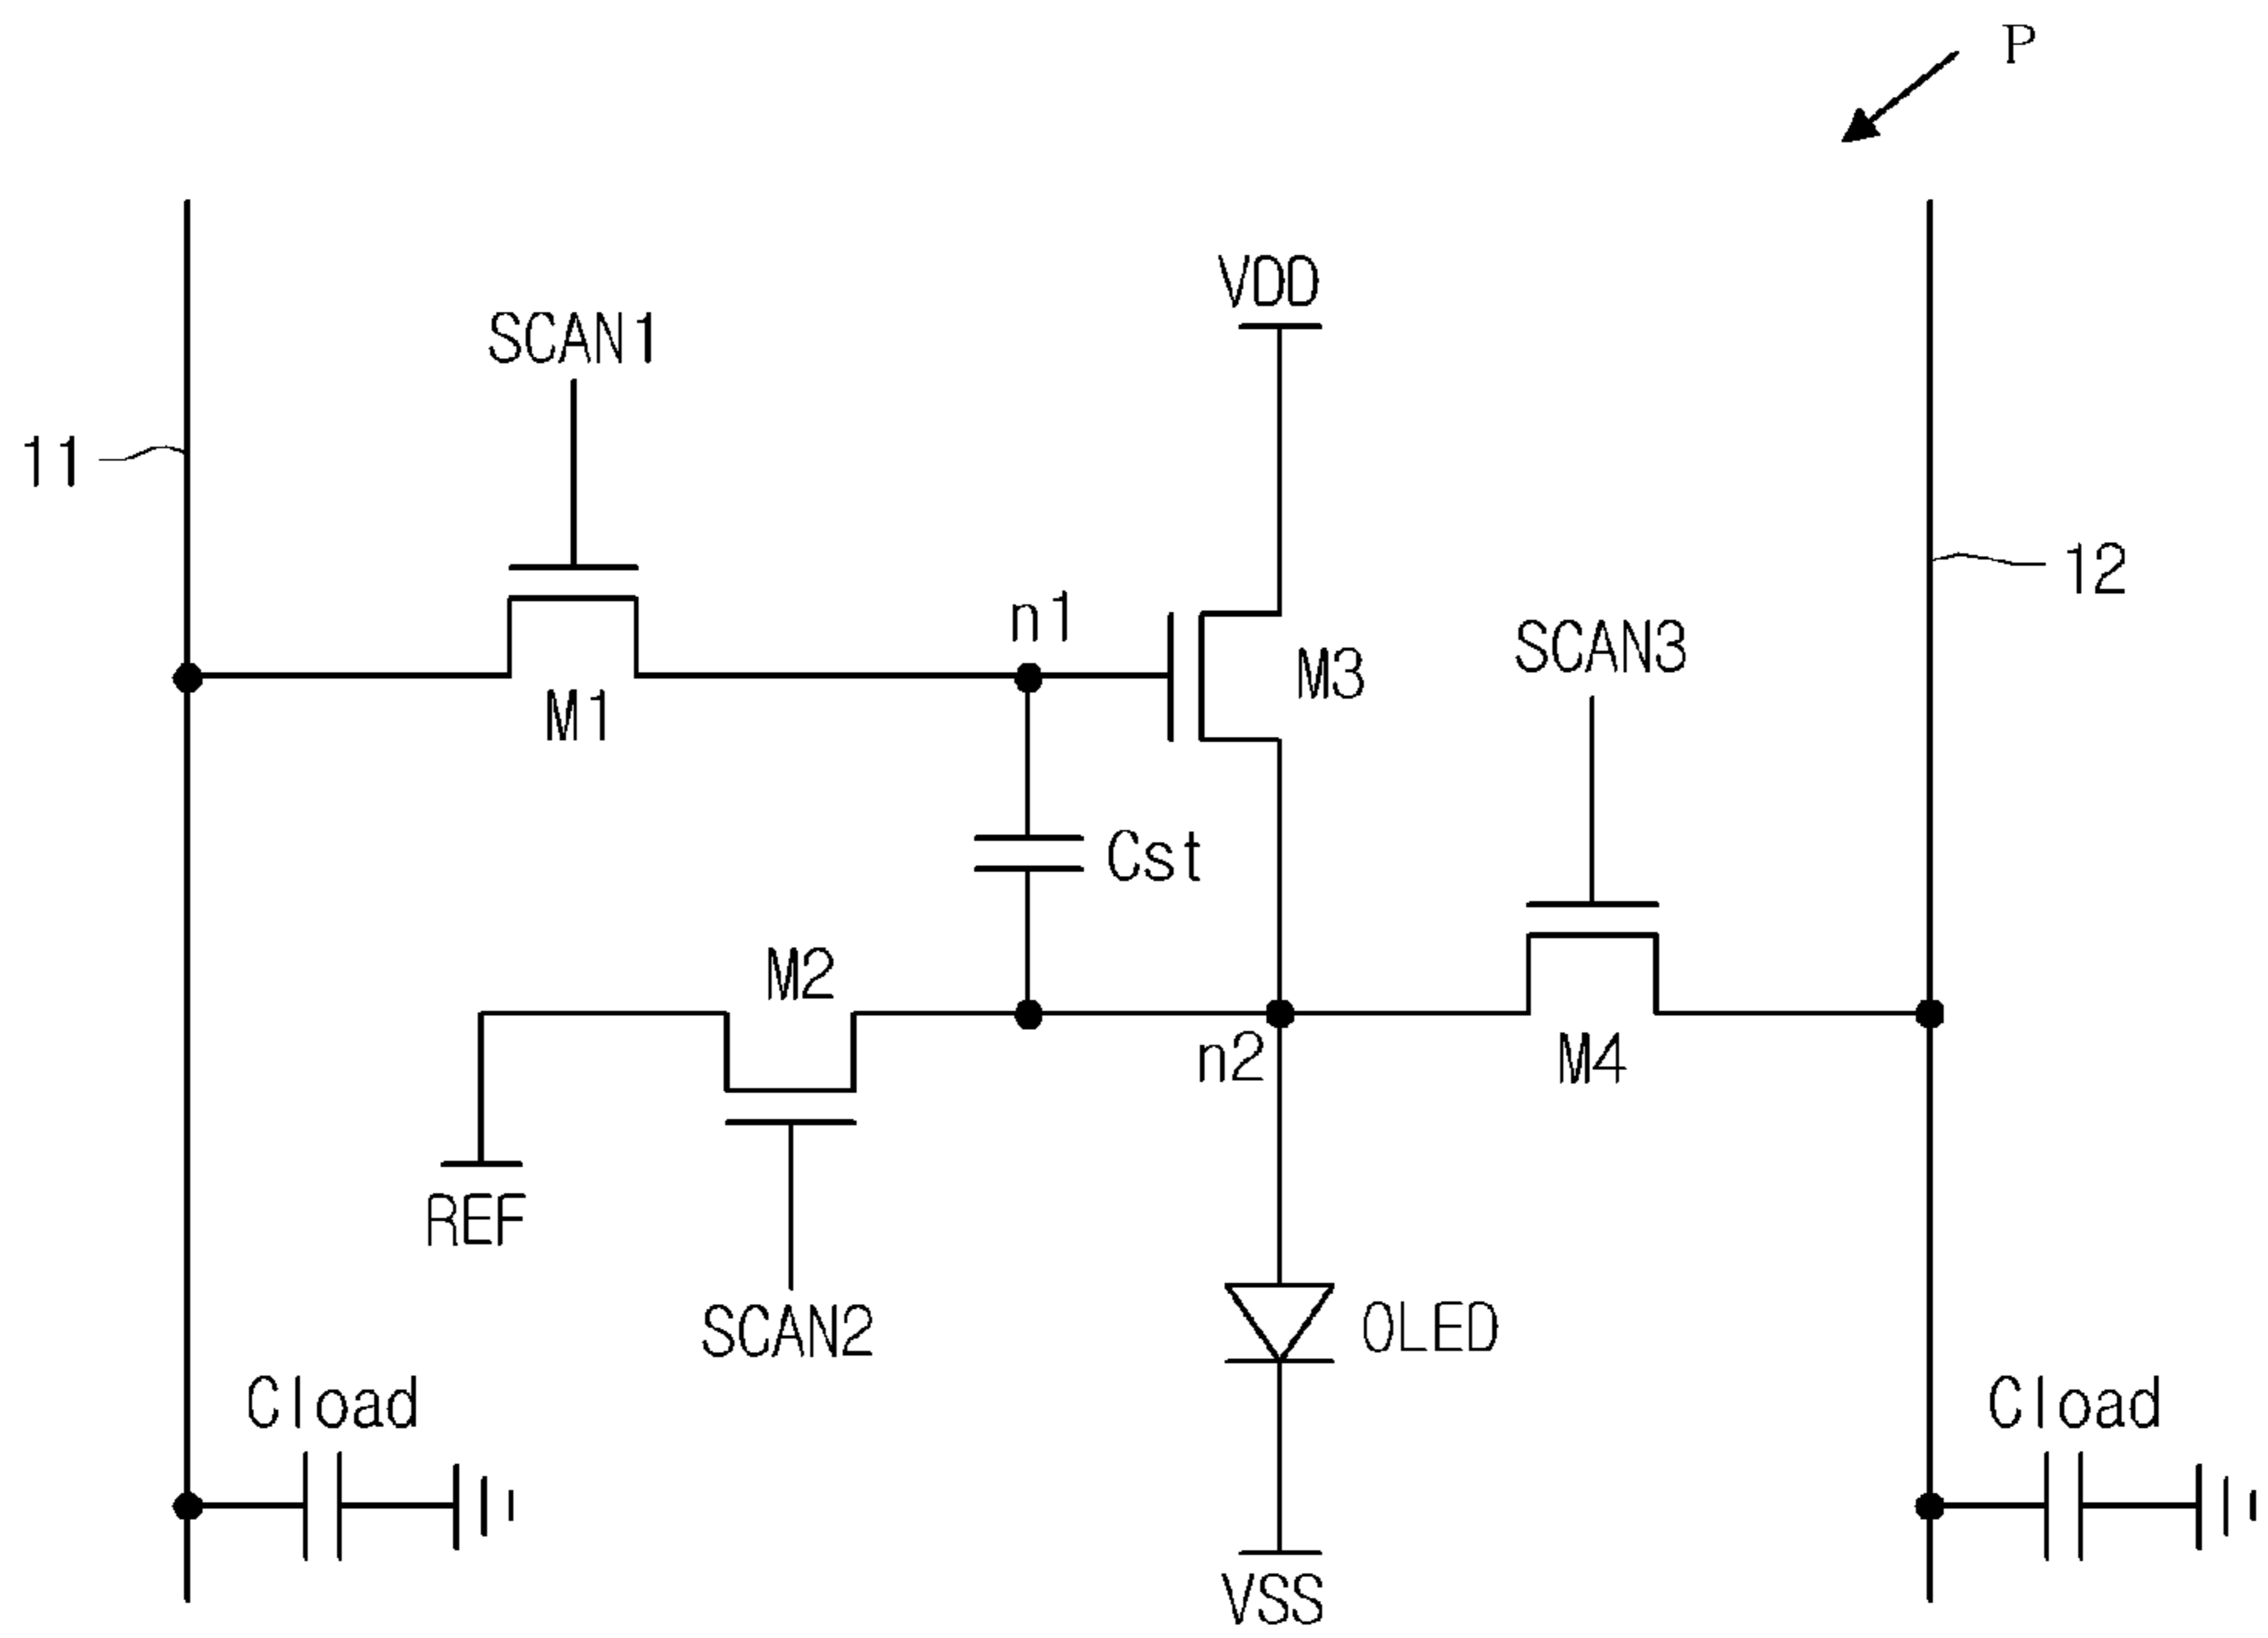 P
VDD
SCAN1
11
12
n1
SCAN3
M3
M1
Cst
M2
n2
M4
REF
SCAN2
OLED
Cload
Cload
VSS